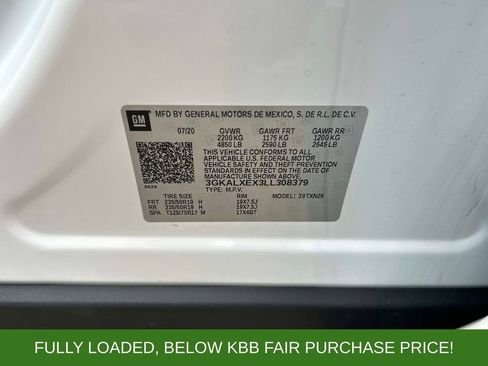 GM
MFD BY GENERAL MOTORS DE MEXICO, S. DE R.L. DE C.V.
07/20 GVWR GAWR FRT GAWR RR
2200 KG 1175 KG 1200 KG
4850 LB 2590 LB 2645 LB
THIS VEHICLE CONFORMS TO ALL
APPLICABLE U.S. FEDERAL MOTOR
VEHICLE SAFETY AND THEFT PREVENTION
STANDARDS IN EFFECT ON THE DATE OF
MANUFACTURE SHOWN ABOVE.
3GKALXEX3LL308379
TYPE: M.P.V.
TIRE SIZE RIM MODEL: 39TXN26
FRT 235/50R19 H 19X7.5J
RR 235/50R19 H 19X7.5J
SPA T125/70R17 M 17X4BT
FULLY LOADED, BELOW KBB FAIR PURCHASE PRICE!